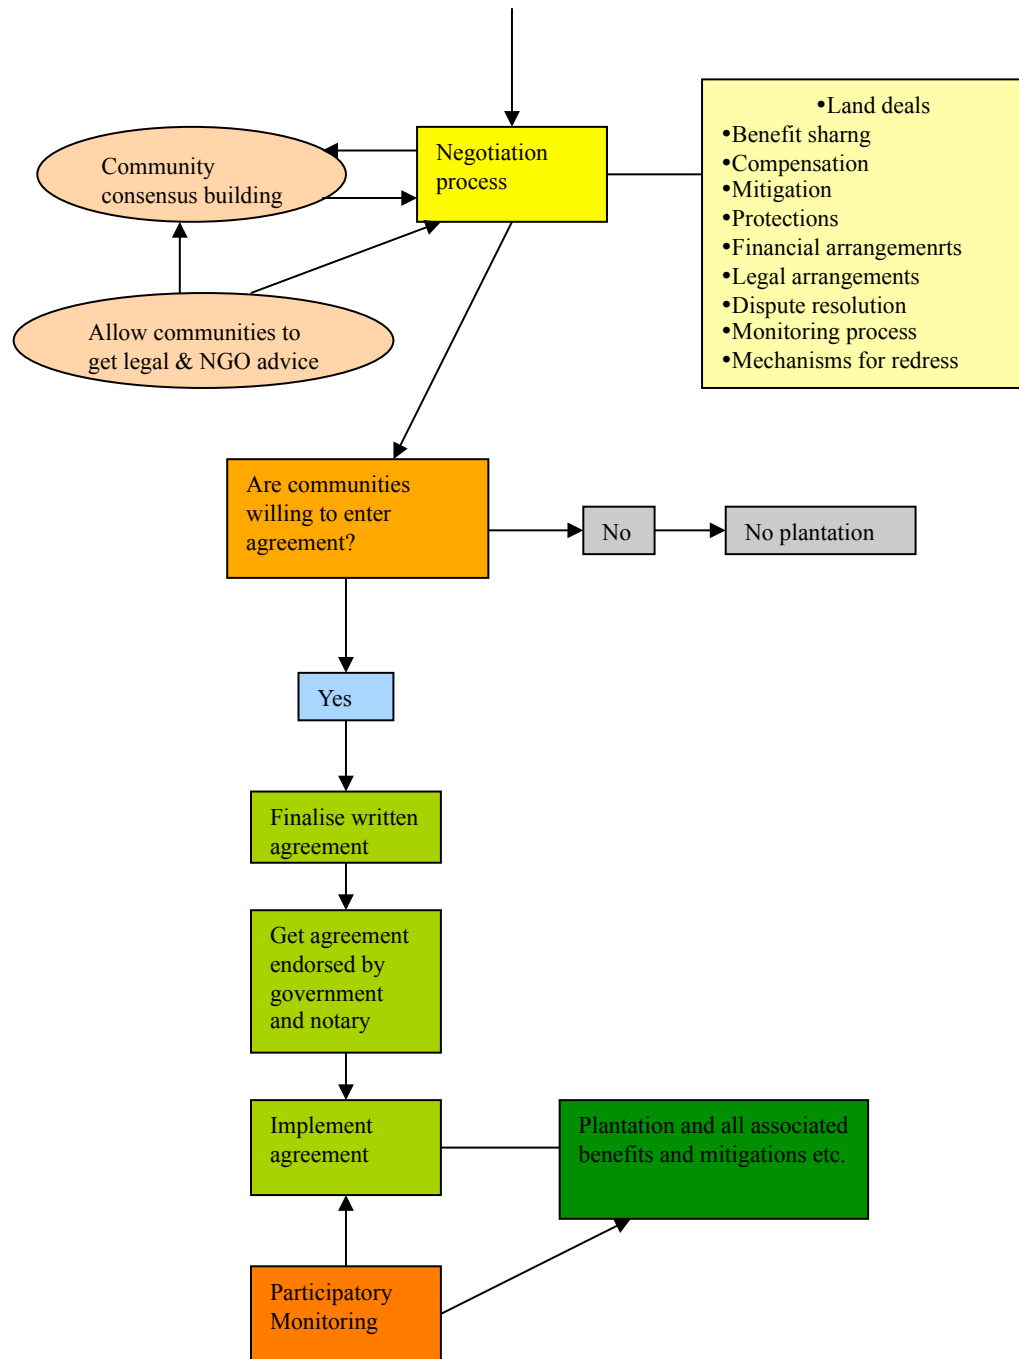 Community
consensus building
Negotiation
process
•Land deals
•Benefit sharng
•Compensation
•Mitigation
•Protections
•Financial arrangemenrts
•Legal arrangements
•Dispute resolution
•Monitoring process
•Mechanisms for redress
Allow communities to
get legal & NGO advice
Are communities
willing to enter
agreement?
No
No plantation
Yes
Finalise written
agreement
Get agreement
endorsed by
government
and notary
Implement
agreement
Plantation and all associated
benefits and mitigations etc.
Participatory
Monitoring